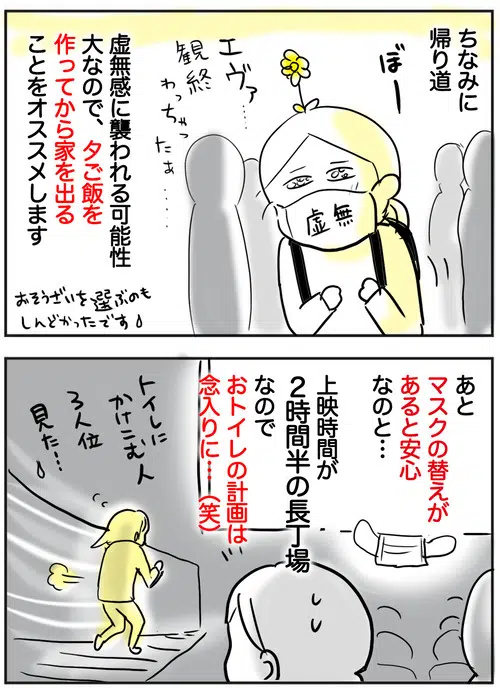 ちなみに
帰り道
ぼー
エヴァ…
観終
わっちゃっ
たぁ……
虚無
虚無感に襲われる可能性
大なので、夕ご飯を
作ってから家を出る
ことをオススメします
おそうざいを選ぶのも
しんどかったです
あと
マスクの替えが
あると安心
なのと…
上映時間が
2時間半の長丁場
なので
おトイレの計画は
念入りに……(笑)
トイレに
かけこむ人
3人位
見た…